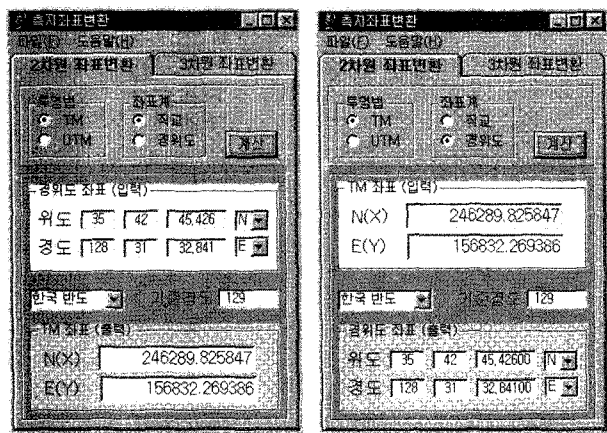 측지좌표변환
파일(F) 도움말(H)
2차원 좌표변환 3차원 좌표변환
투영법 좌표계
TM 직교
UTM 경위도 계산
경위도 좌표 (입력)
위도 35 42 45.426 N
경도 128 31 32.841 E
한국 반도 기준경도 129
TM 좌표 (출력)
N(X) 246289.825847
E(Y) 156832.269386
측지좌표변환
파일(F) 도움말(H)
2차원 좌표변환 3차원 좌표변환
투영법 좌표계
TM 직교
UTM 경위도 계산
TM 좌표 (입력)
N(X) 246289.825847
E(Y) 156832.269386
한국 반도 기준경도 129
경위도 좌표 (출력)
위도 35 42 45.42600 N
경도 128 31 32.84100 E